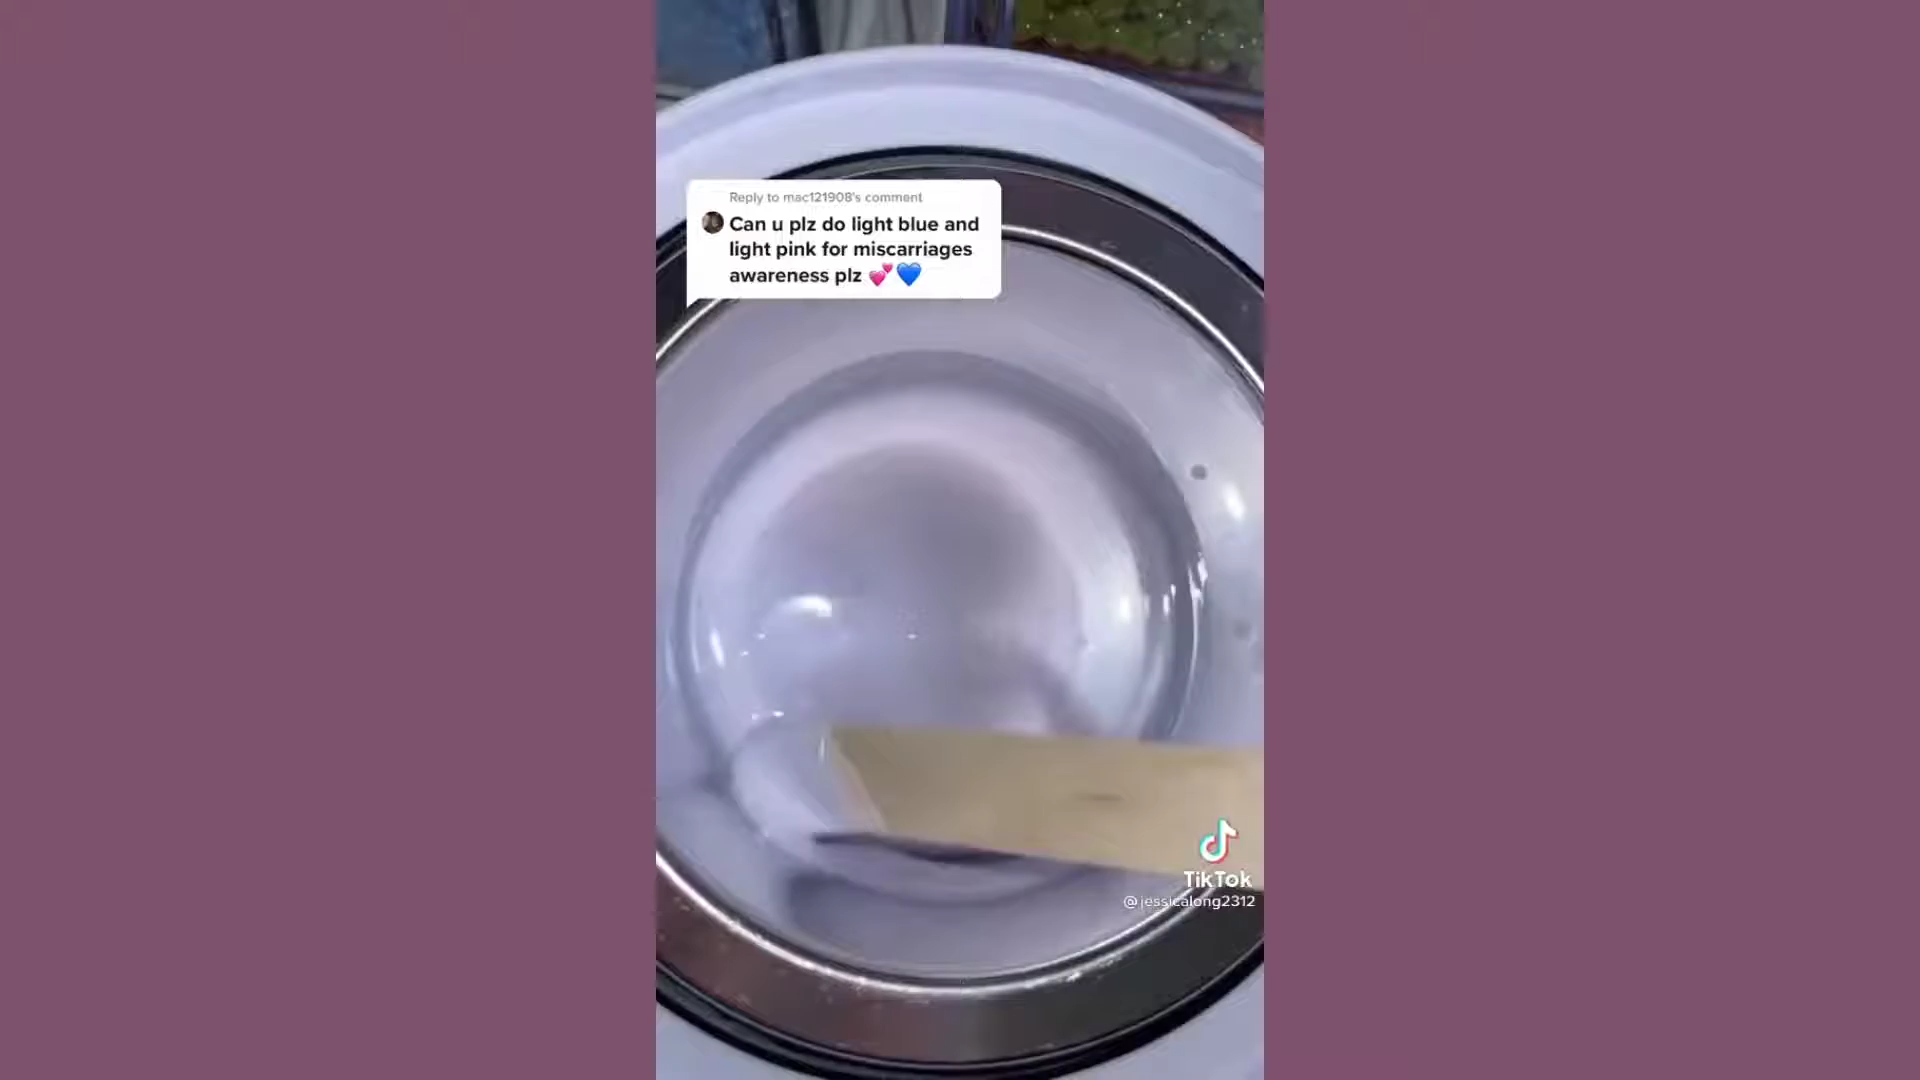 Reply to mac121908's comment
Can u plz do light blue and
light pink for miscarriages
awareness plz 💕💙
TikTok
@jessicalong2312